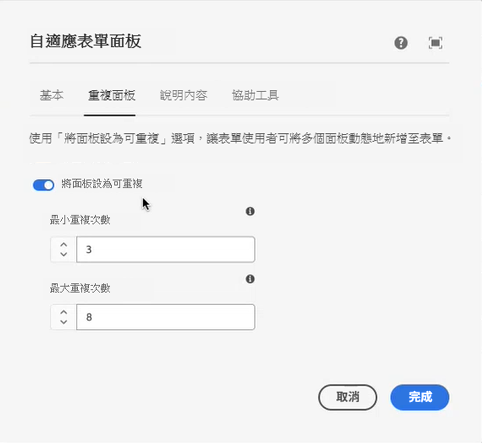 自適應表單面板
基本 重複面板 說明內容 協助工具
使用「將面板設為可重複」選項，讓表單使用者可將多個面板動態地新增至表單。
將面板設為可重複
最小重複次數
3
最大重複次數
8
取消 完成